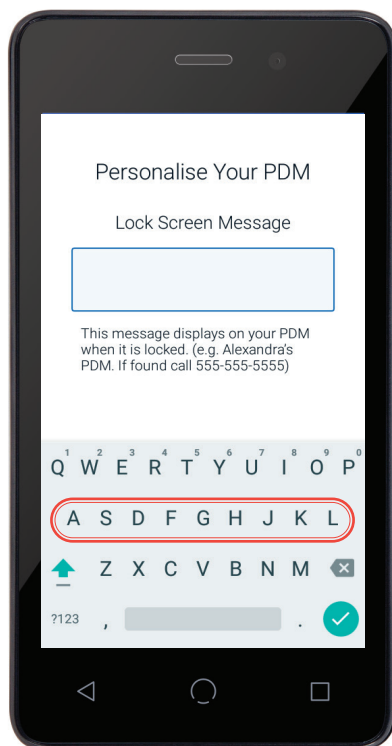 Personalise Your PDM
Lock Screen Message
This message displays on your PDM
when it is locked. (e.g. Alexandra's
PDM. If found call 555-555-5555)
1 2 3 4 5 6 7 8 9 0
Q W E R T Y U I O P
A S D F G H J K L
Z X C V B N M
?123 , .